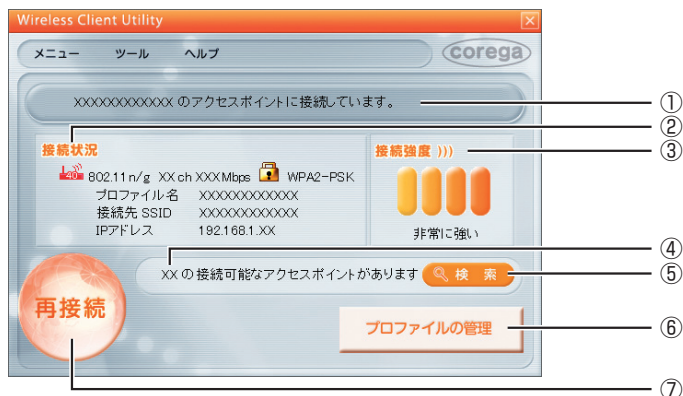 Wireless Client Utility
メニュー ツール ヘルプ corega
XXXXXXXXXXXX のアクセスポイントに接続しています。 ①
接続状況 ②
接続強度 ))) ③
40 802.11n/g XX ch XXX Mbps WPA2-PSK
プロファイル名 XXXXXXXXXXXX
接続先 SSID XXXXXXXXXXXX
IPアドレス 192.168.1.XX
非常に強い
④
XX の接続可能なアクセスポイントがあります 検 索 ⑤
再接続
プロファイルの管理 ⑥
⑦